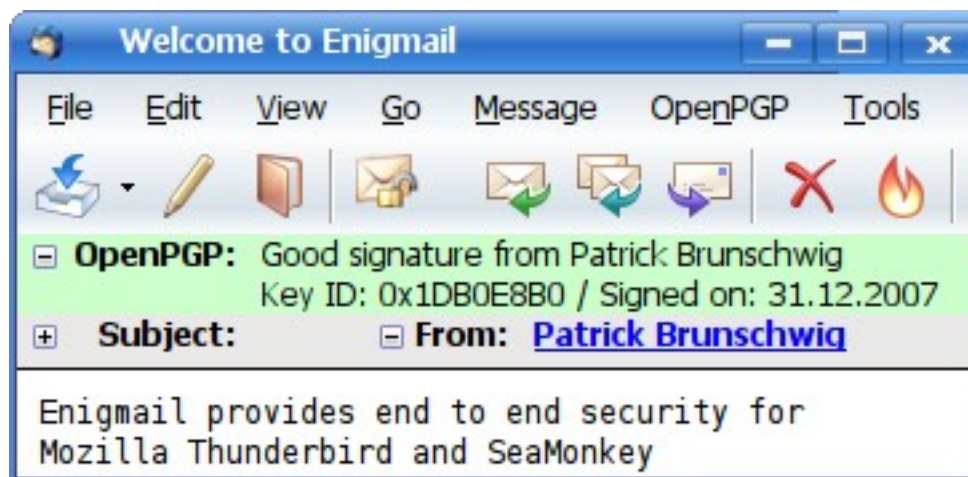 Welcome to Enigmail
File Edit View Go Message OpenPGP Tools
OpenPGP: Good signature from Patrick Brunschwig
Key ID: 0x1DB0E8B0 / Signed on: 31.12.2007
Subject: From: Patrick Brunschwig
Enigmail provides end to end security for
Mozilla Thunderbird and SeaMonkey